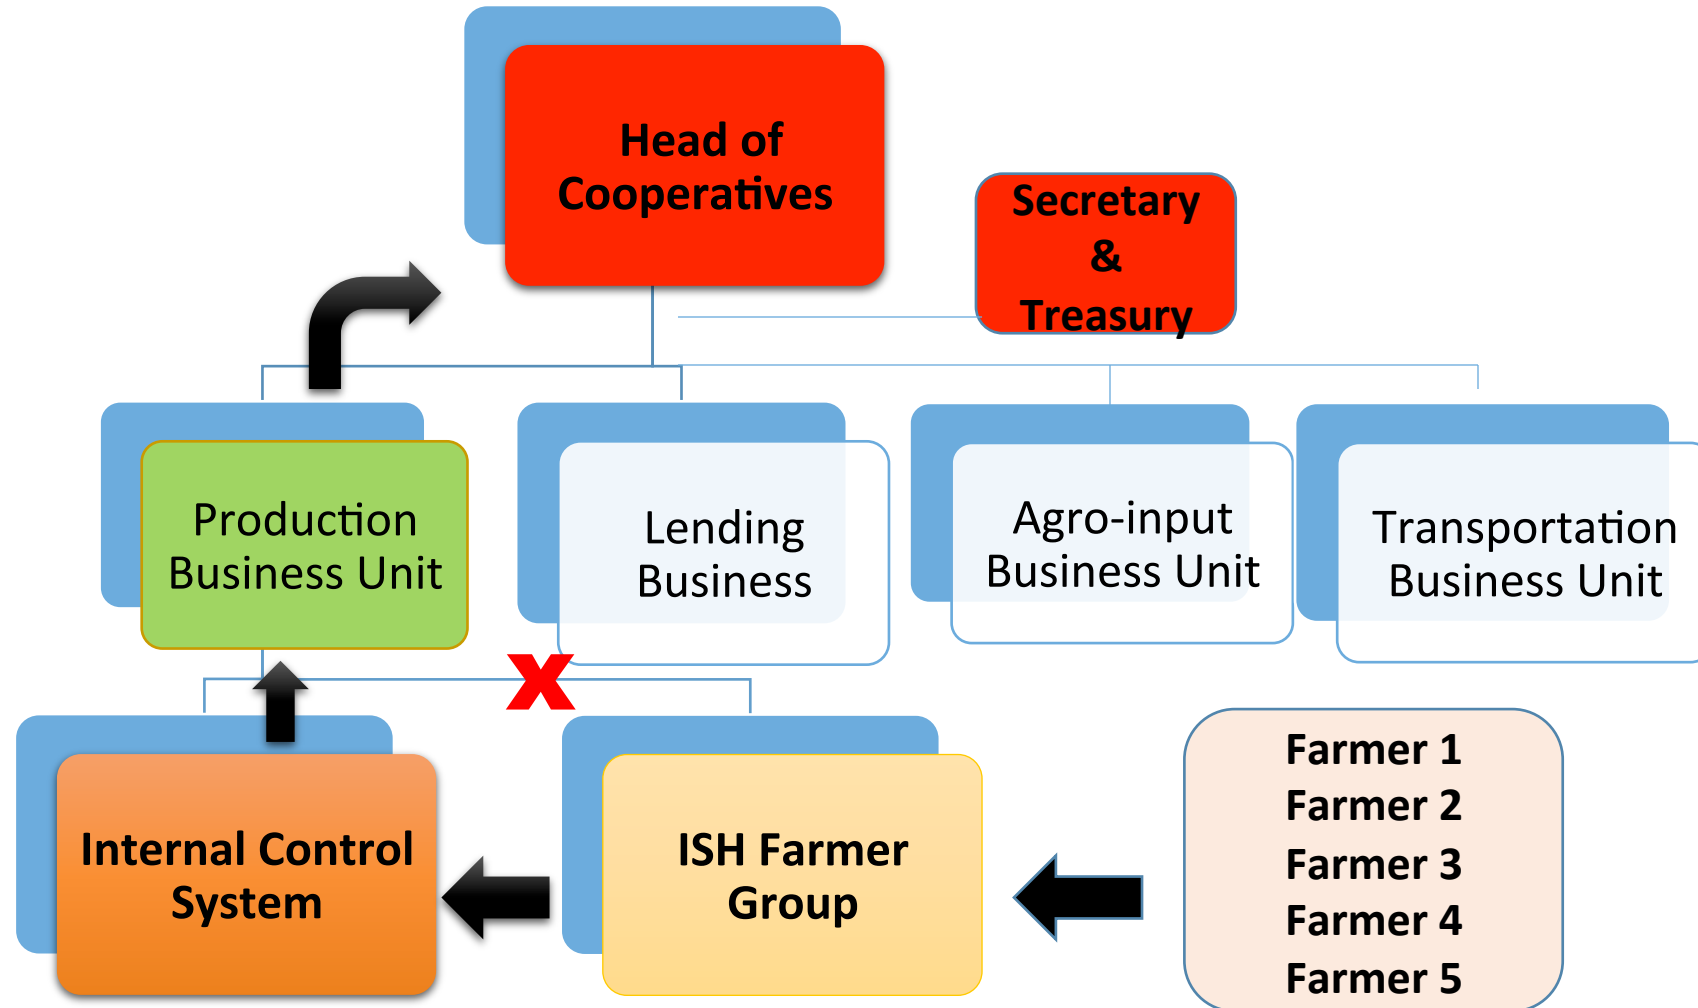 Head of
Cooperatives
Secretary
&
Treasury
Production
Business Unit
Lending
Business
Agro-input
Business Unit
Transportation
Business Unit
X
Internal Control
System
ISH Farmer
Group
Farmer 1
Farmer 2
Farmer 3
Farmer 4
Farmer 5